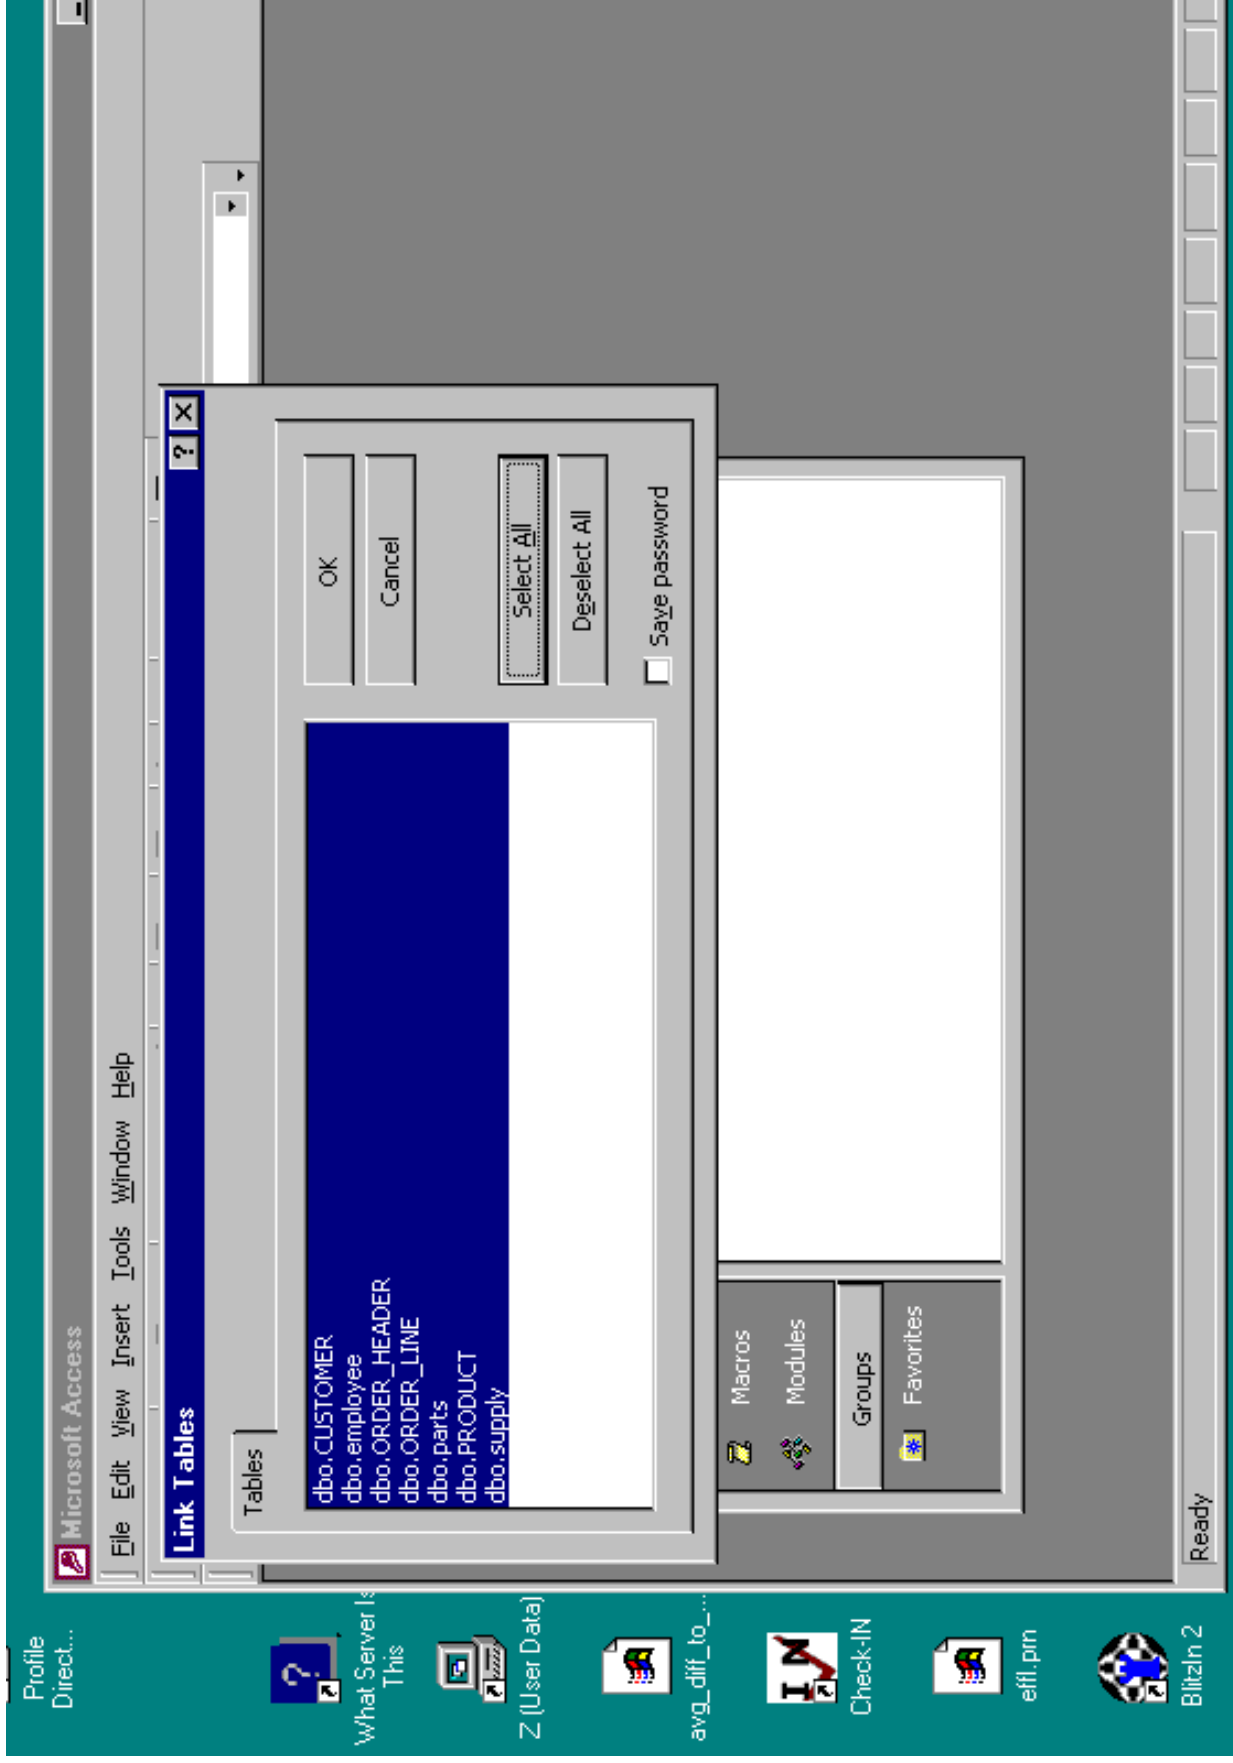 Profile
Direct...
What Server Is
This
Z (User Data)
avg_diff_to_...
Check-IN
effl.prn
BlitzIn 2
Microsoft Access
File Edit View Insert Tools Window Help
Link Tables
Tables
dbo.CUSTOMER
dbo.employee
dbo.ORDER_HEADER
dbo.ORDER_LINE
dbo.parts
dbo.PRODUCT
dbo.supply
OK
Cancel
Select All
Deselect All
Save password
Macros
Modules
Groups
Favorites
Ready